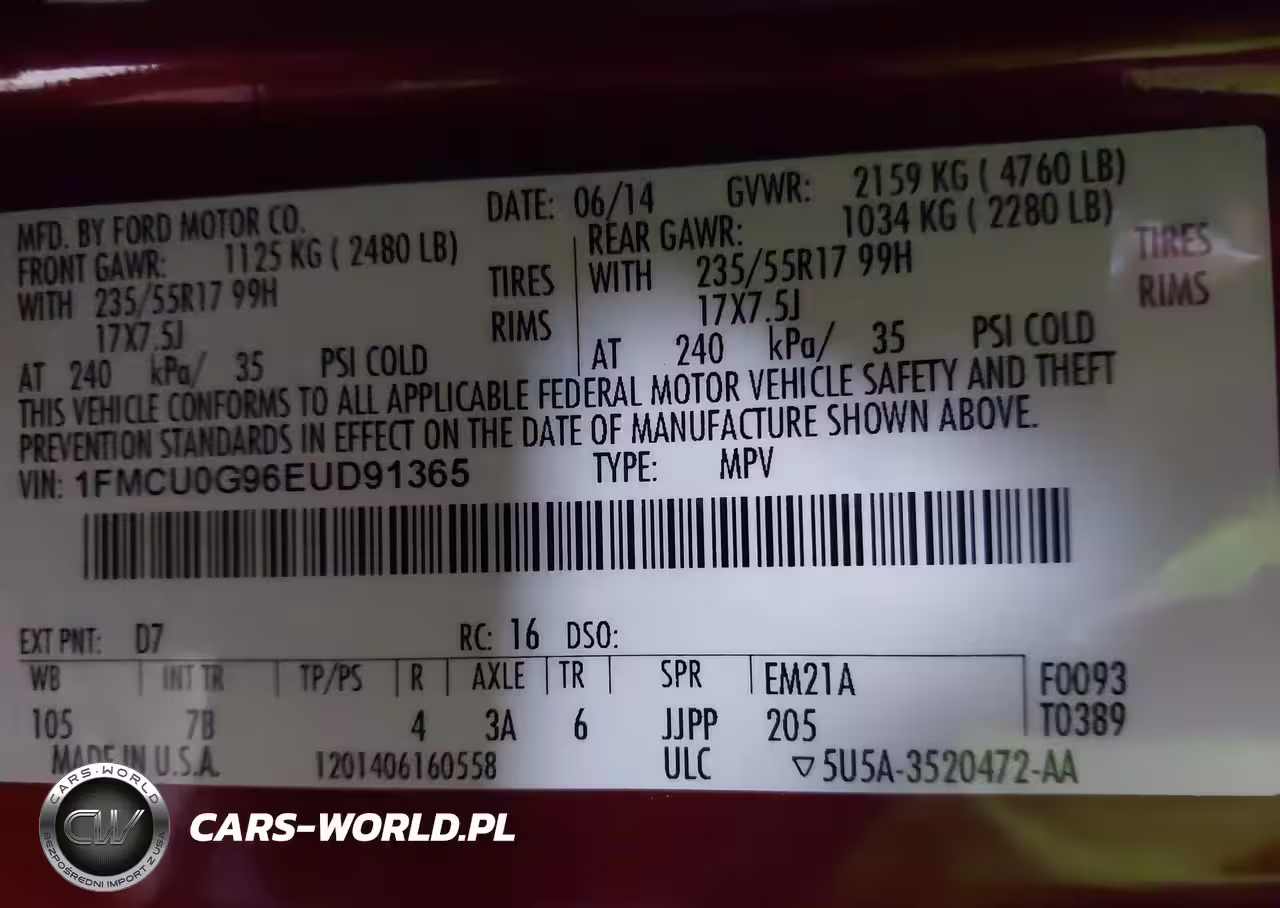 MFD. BY FORD MOTOR CO. DATE: 06/14 GVWR: 2159 KG ( 4760 LB)
FRONT GAWR: 1125 KG ( 2480 LB) REAR GAWR: 1034 KG ( 2280 LB)
WITH 235/55R17 99H TIRES WITH 235/55R17 99H TIRES
17X7.5J RIMS 17X7.5J RIMS
AT 240 kPa/ 35 PSI COLD AT 240 kPa/ 35 PSI COLD
THIS VEHICLE CONFORMS TO ALL APPLICABLE FEDERAL MOTOR VEHICLE SAFETY AND THEFT
PREVENTION STANDARDS IN EFFECT ON THE DATE OF MANUFACTURE SHOWN ABOVE.
VIN: 1FMCU0G96EUD91365 TYPE: MPV
EXT PNT: D7 RC: 16 DSO:
WB INT TR TP/PS R AXLE TR SPR EM21A F0093
105 7B 4 3A 6 JJPP 205 T0389
MADE IN U.S.A. 1201406160558 ULC ▽5U5A-3520472-AA
CARS-WORLD
CW
BEZPOŚREDNI IMPORT Z USA
CARS-WORLD.PL